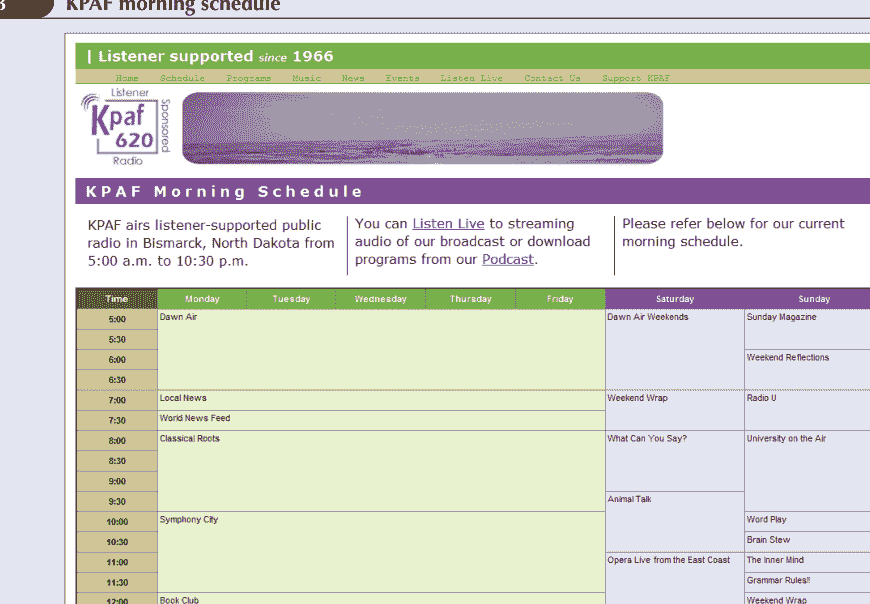 3 KPAF morning schedule
| Listener supported since 1966
Home Schedule Programs Music News Events Listen Live Contact Us Support KPAF
Listener
Kpaf
620
Sponsored
Radio
KPAF Morning Schedule
KPAF airs listener-supported public
radio in Bismarck, North Dakota from
5:00 a.m. to 10:30 p.m.
You can Listen Live to streaming
audio of our broadcast or download
programs from our Podcast.
Please refer below for our current
morning schedule.
Time Monday Tuesday Wednesday Thursday Friday Saturday Sunday
5:00 Dawn Air Dawn Air Weekends Sunday Magazine
5:30
6:00 Weekend Reflections
6:30
7:00 Local News Weekend Wrap Radio U
7:30 World News Feed
8:00 Classical Roots What Can You Say? University on the Air
8:30
9:00
9:30 Animal Talk
10:00 Symphony City Word Play
10:30 Brain Stew
11:00 Opera Live from the East Coast The Inner Mind
11:30 Grammar Rules!!
12:00 Book Club Weekend Wrap